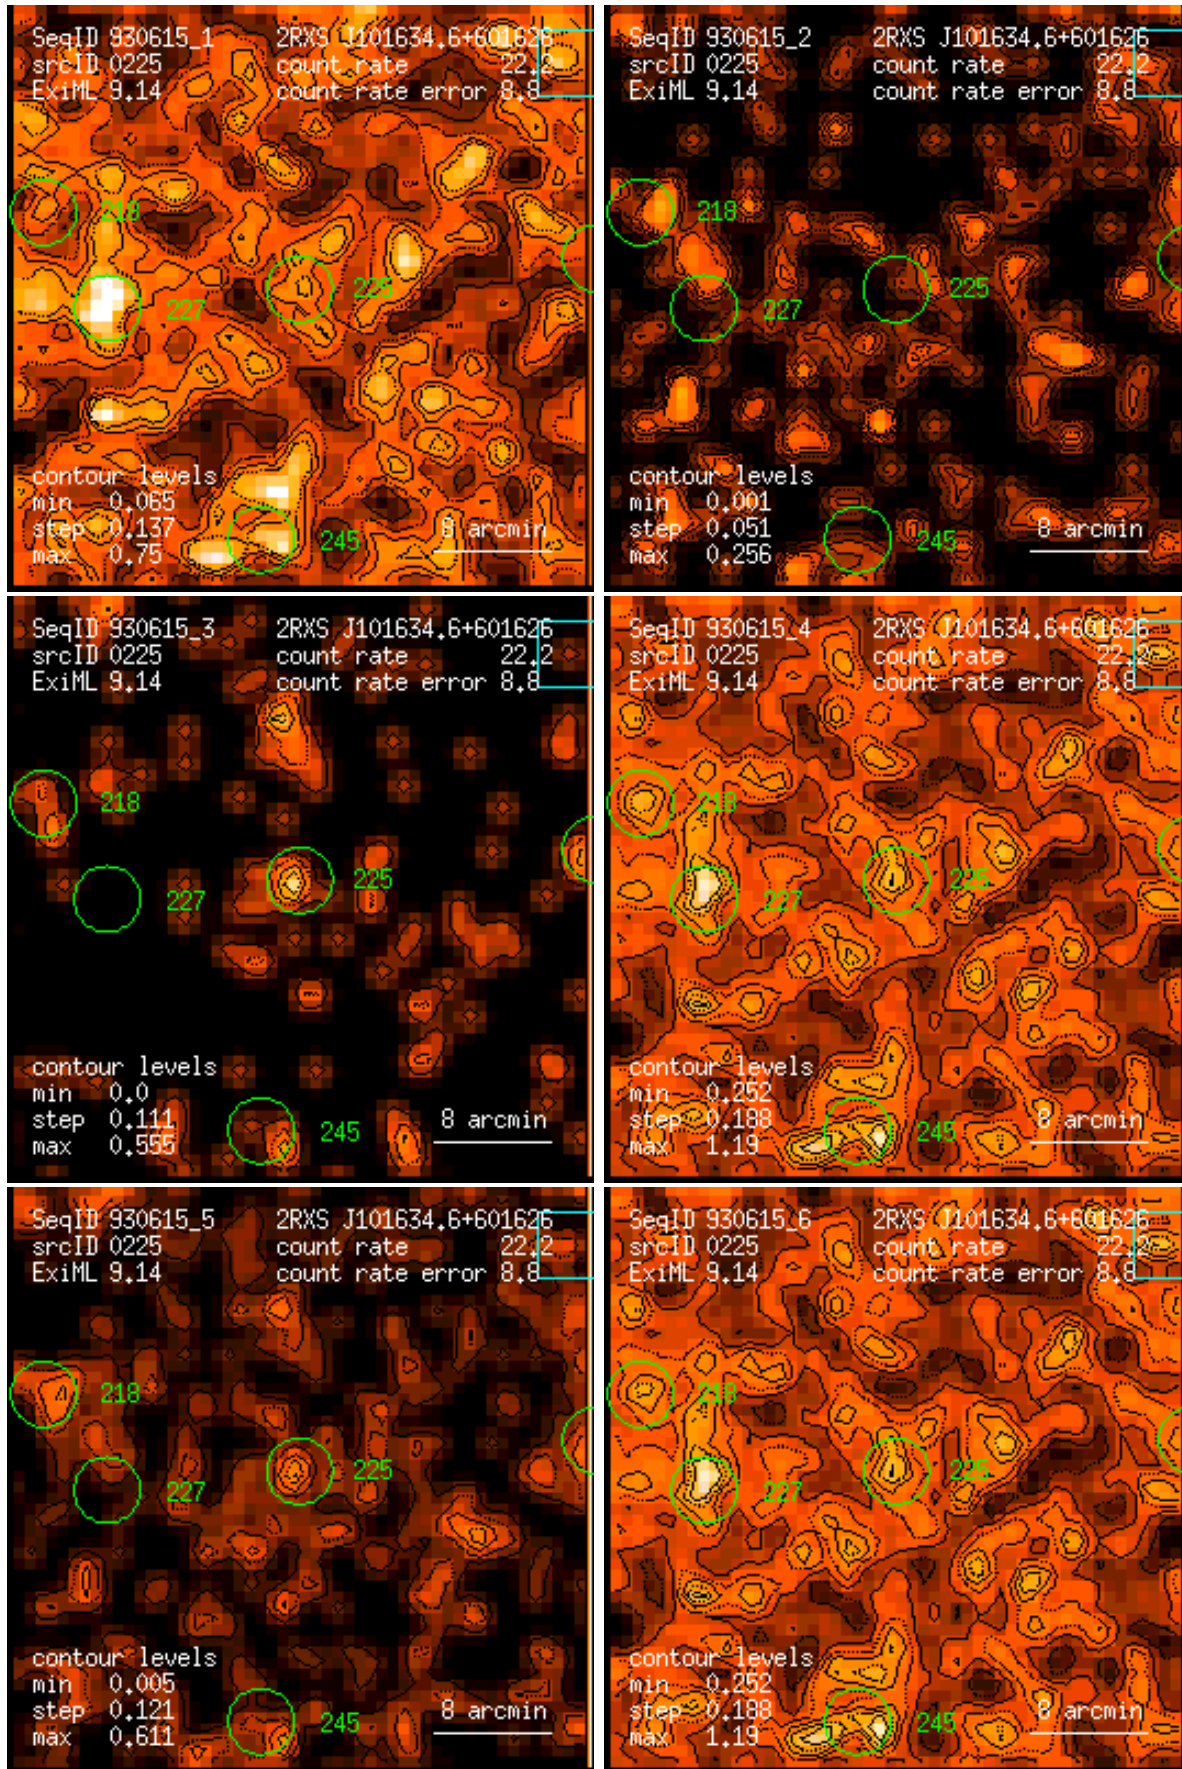 SeqID 930615_1 2RXS J101634.6+601626
srcID 0225 count rate 22.2
ExiML 9.14 count rate error 8.8
218
225
227
contour levels
min 0.065
step 0.137 8 arcmin
max 0.75 245
SeqID 930615_2 2RXS J101634.6+601626
srcID 0225 count rate 22.2
ExiML 9.14 count rate error 8.8
218
225
227
contour levels
min 0.001
step 0.051 8 arcmin
max 0.256 245
SeqID 930615_3 2RXS J101634.6+601626
srcID 0225 count rate 22.2
ExiML 9.14 count rate error 8.8
218
225
227
contour levels
min 0.0
step 0.111 8 arcmin
max 0.555 245
SeqID 930615_4 2RXS J101634.6+601626
srcID 0225 count rate 22.2
ExiML 9.14 count rate error 8.8
218
225
227
contour levels
min 0.252
step 0.188 8 arcmin
max 1.19 245
SeqID 930615_5 2RXS J101634.6+601626
srcID 0225 count rate 22.2
ExiML 9.14 count rate error 8.8
218
225
227
contour levels
min 0.005
step 0.121 8 arcmin
max 0.611 245
SeqID 930615_6 2RXS J101634.6+601626
srcID 0225 count rate 22.2
ExiML 9.14 count rate error 8.8
218
225
227
contour levels
min 0.252
step 0.188 8 arcmin
max 1.19 245